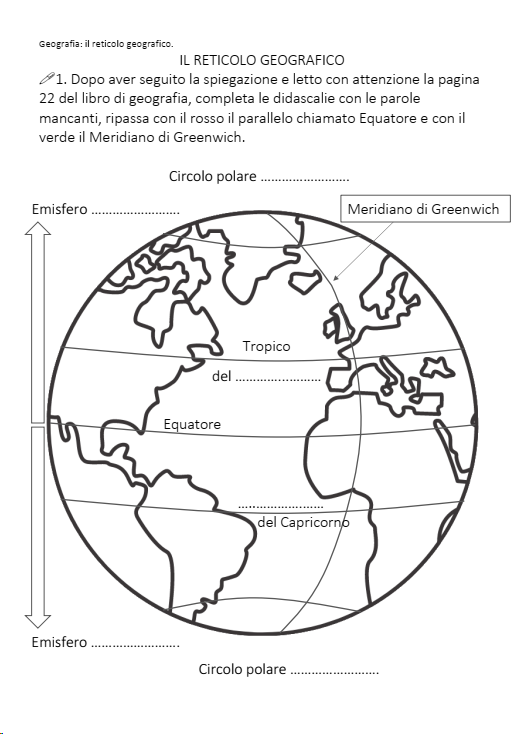 Geografia: il reticolo geografico.
IL RETICOLO GEOGRAFICO
1. Dopo aver seguito la spiegazione e letto con attenzione la pagina
22 del libro di geografia, completa le didascalie con le parole
mancanti, ripassa con il rosso il parallelo chiamato Equatore e con il
verde il Meridiano di Greenwich.
Circolo polare …………………….
Emisfero …………………….
Meridiano di Greenwich
Tropico
del ……………………
Equatore
……………………
del Capricorno
Emisfero …………………….
Circolo polare …………………….